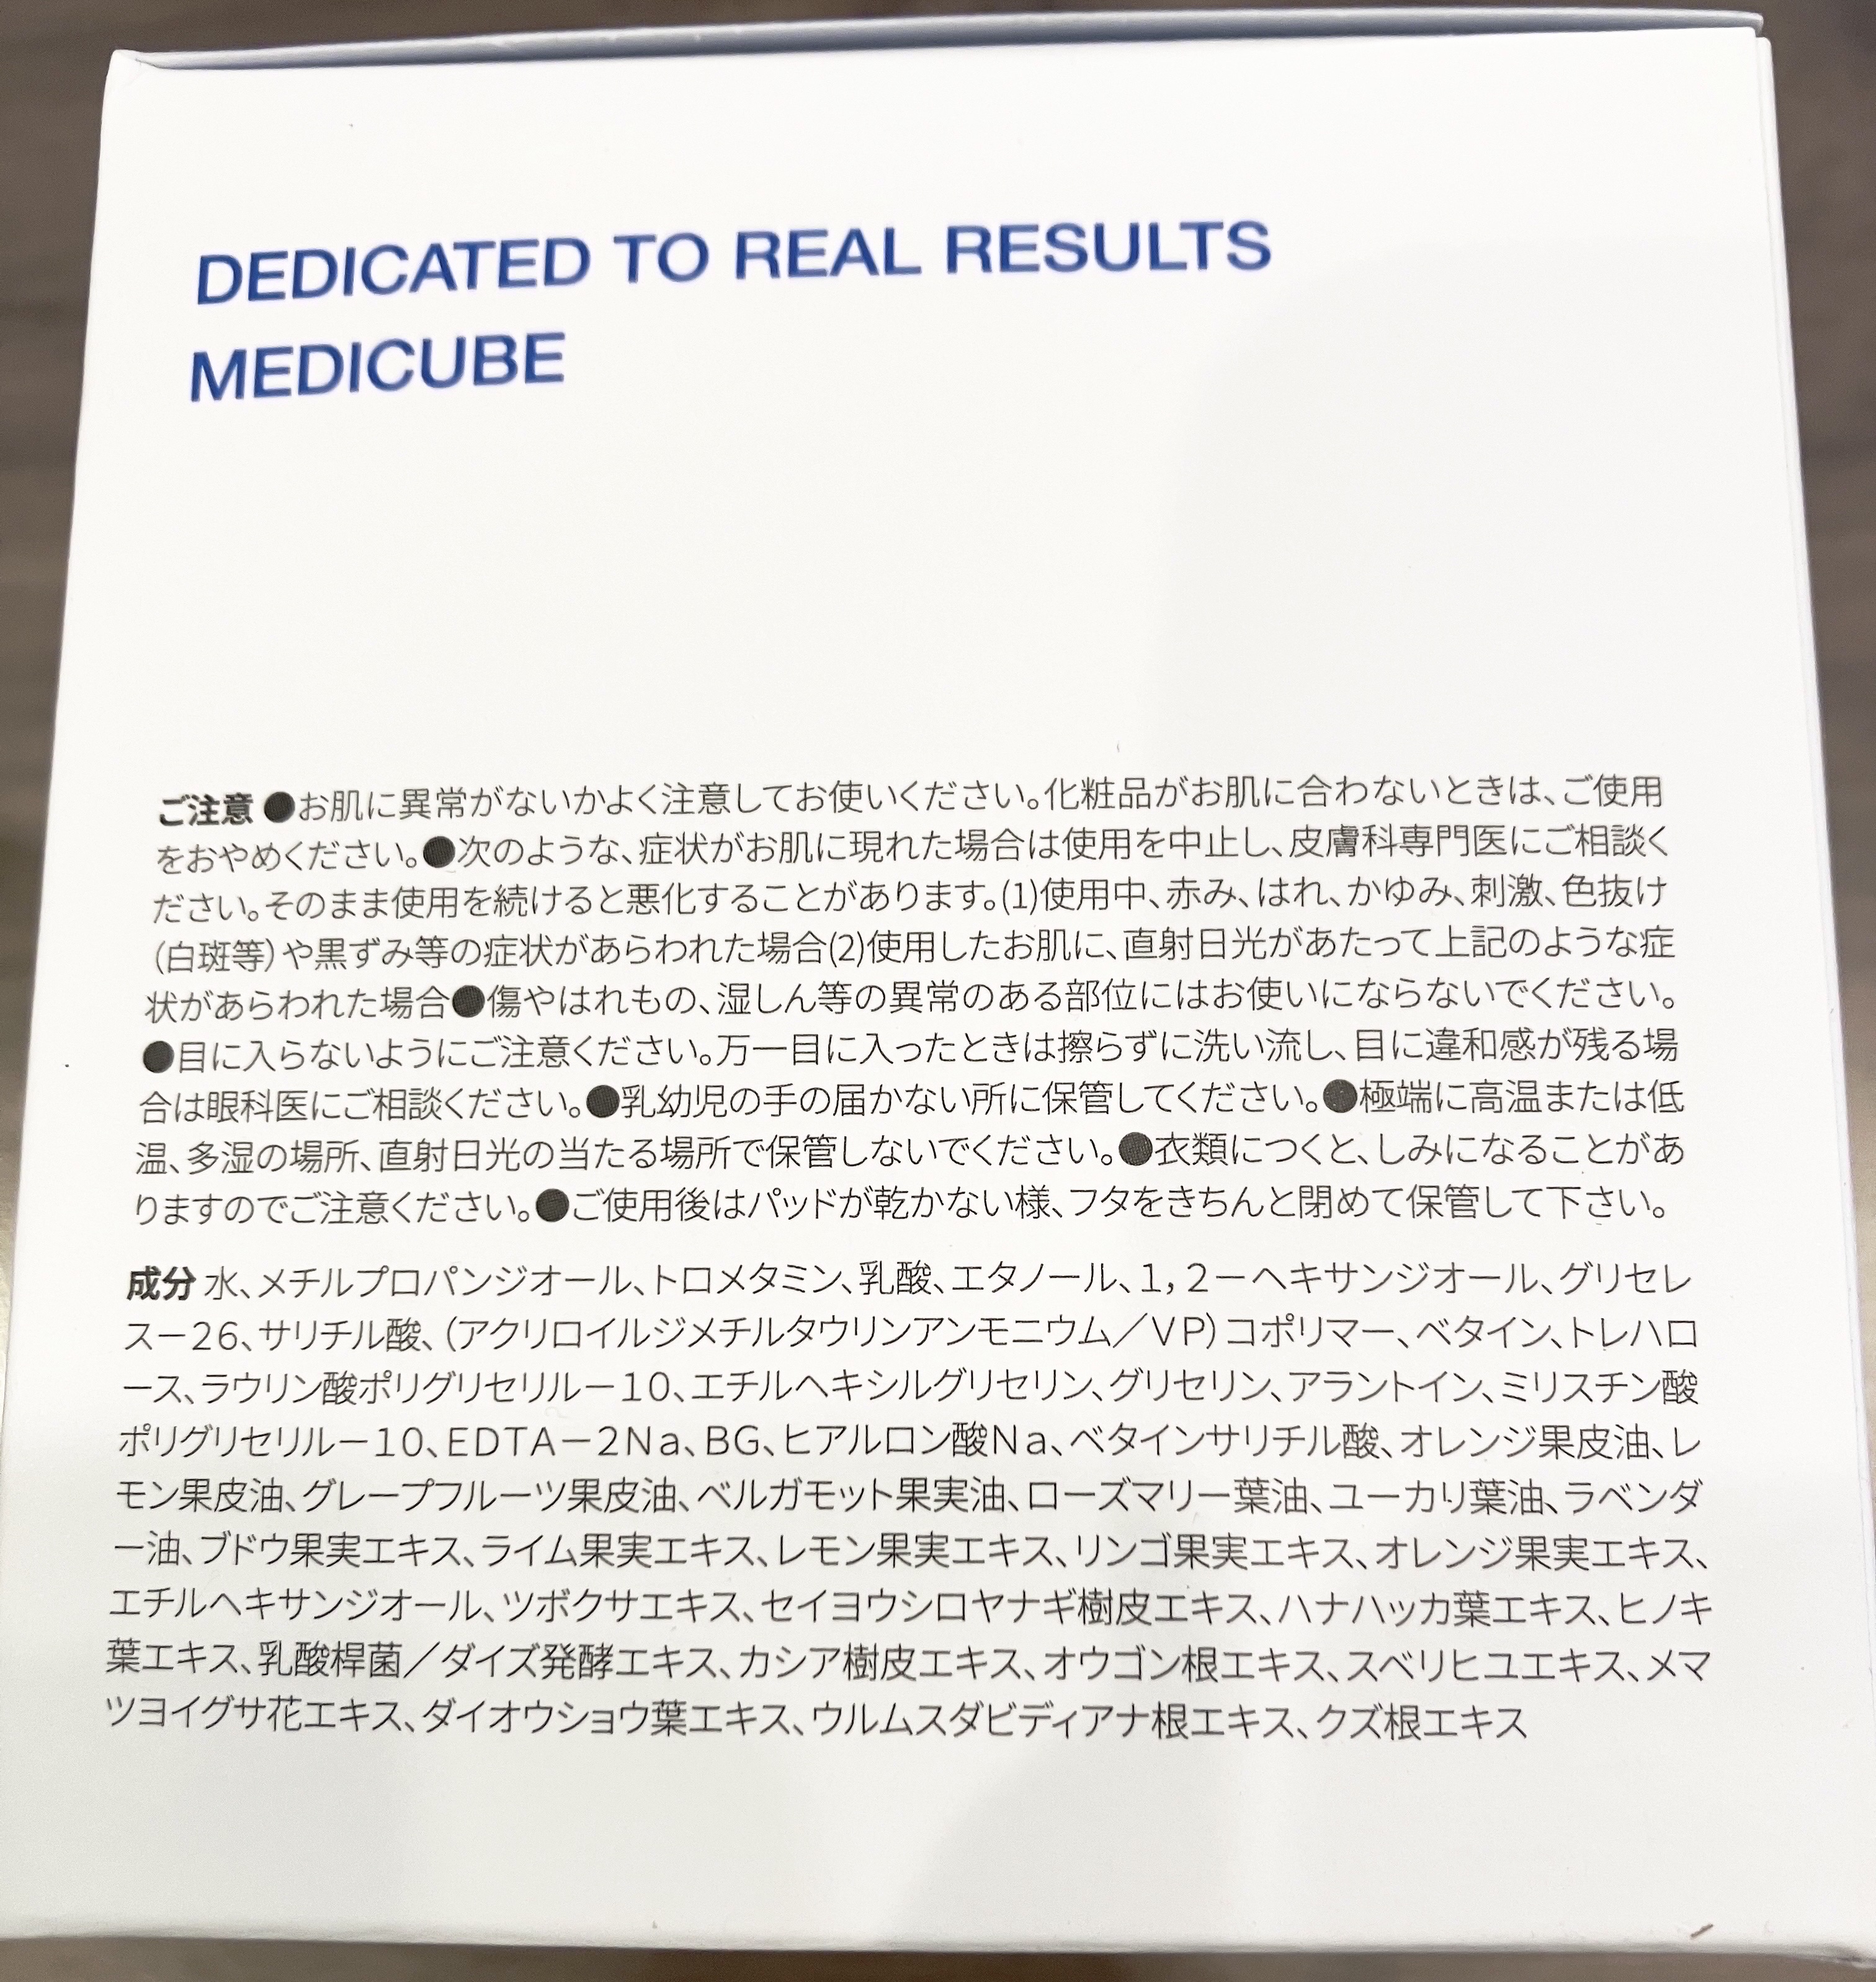 DEDICATED TO REAL RESULTS
MEDICUBE
ご注意 ●お肌に異常がないかよく注意してお使いください。化粧品がお肌に合わないときは、ご使用
をおやめください。●次のような、症状がお肌に現れた場合は使用を中止し、皮膚科専門医にご相談く
ださい。そのまま使用を続けると悪化することがあります。(1)使用中、赤み、はれ、かゆみ、刺激、色抜け
(白斑等)や黒ずみ等の症状があらわれた場合(2)使用したお肌に、直射日光があたって上記のような症
状があらわれた場合●傷やはれもの、湿しん等の異常のある部位にはお使いにならないでください。
●目に入らないようにご注意ください。万一目に入ったときは擦らずに洗い流し、目に違和感が残る場
合は眼科医にご相談ください。●乳幼児の手の届かない所に保管してください。●極端に高温または低
温、多湿の場所、直射日光の当たる場所で保管しないでください。●衣類につくと、しみになることがあ
りますのでご注意ください。●ご使用後はパッドが乾かない様、フタをきちんと閉めて保管して下さい。
成分 水、メチルプロパンジオール、トロメタミン、乳酸、エタノール、1，2－ヘキサンジオール、グリセレ
ス－26、サリチル酸、(アクリロイルジメチルタウリンアンモニウム／VP)コポリマー、ベタイン、トレハロ
ース、ラウリン酸ポリグリセリル－10、エチルヘキシルグリセリン、グリセリン、アラントイン、ミリスチン酸
ポリグリセリル－10、EDTA－2Na、BG、ヒアルロン酸Na、ベタインサリチル酸、オレンジ果皮油、レ
モン果皮油、グレープフルーツ果皮油、ベルガモット果実油、ローズマリー葉油、ユーカリ葉油、ラベンダ
ー油、ブドウ果実エキス、ライム果実エキス、レモン果実エキス、リンゴ果実エキス、オレンジ果実エキス、
エチルヘキサンジオール、ツボクサエキス、セイヨウシロヤナギ樹皮エキス、ハナハッカ葉エキス、ヒノキ
葉エキス、乳酸桿菌／ダイズ発酵エキス、カシア樹皮エキス、オウゴン根エキス、スベリヒユエキス、メマ
ツヨイグサ花エキス、ダイオウショウ葉エキス、ウルムスダビディアナ根エキス、クズ根エキス